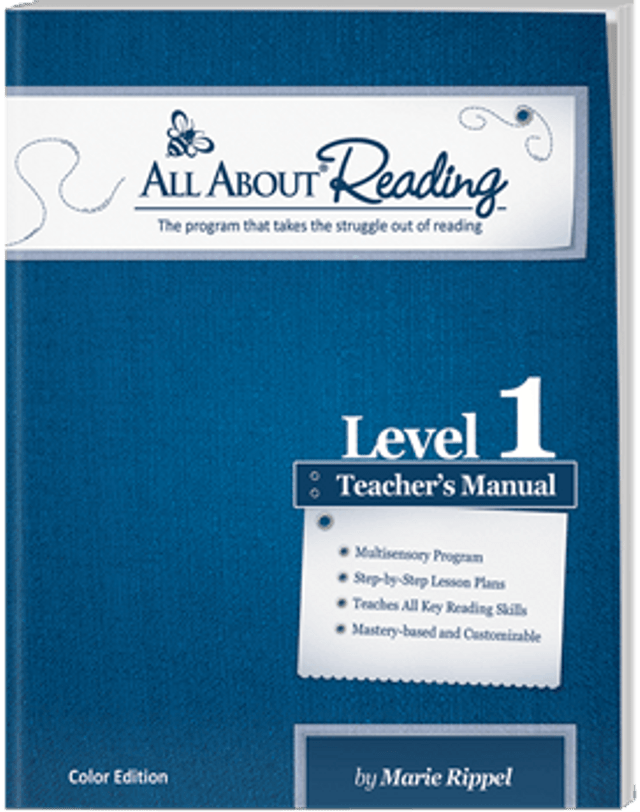 ALL ABOUT® Reading™
The program that takes the struggle out of reading
Level 1
Teacher's Manual
Multisensory Program
Step-by-Step Lesson Plans
Teaches All Key Reading Skills
Mastery-based and Customizable
Color Edition
by Marie Rippel